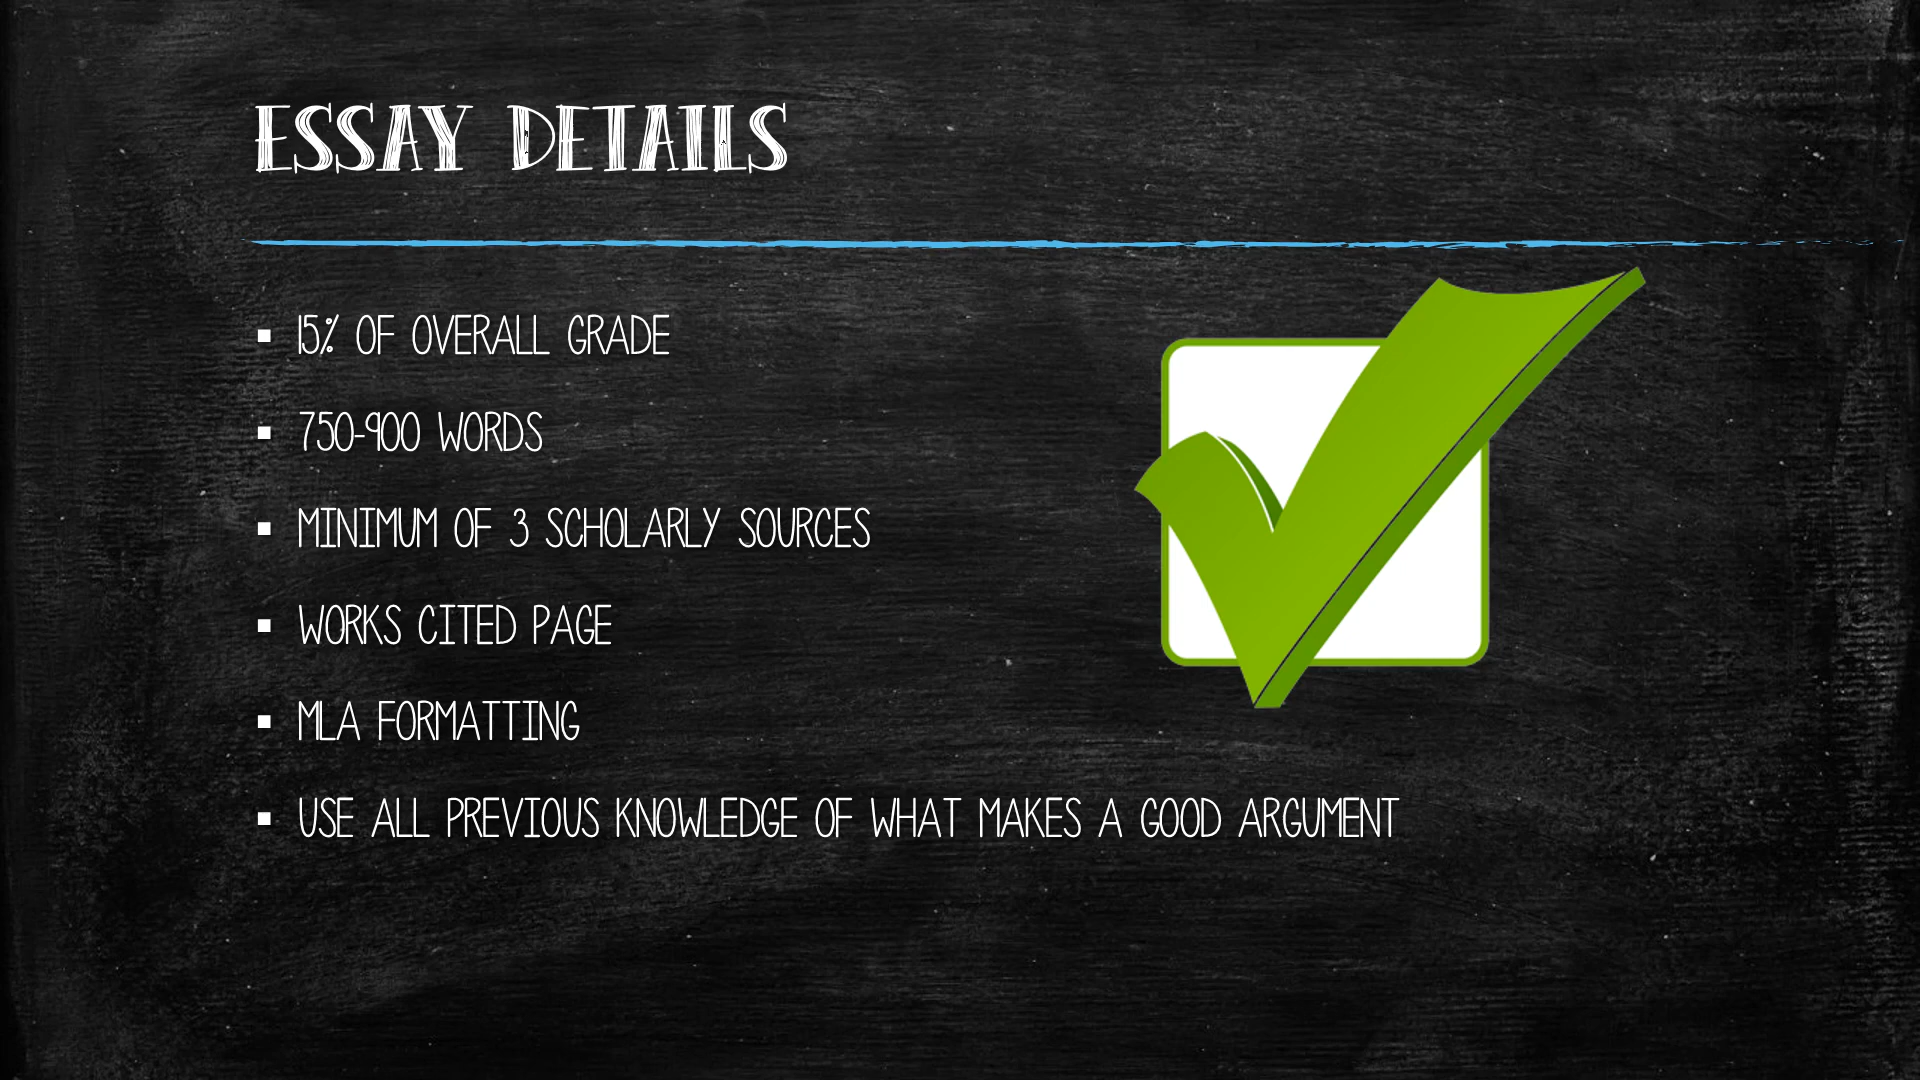 ESSAY DETAILS
15% OF OVERALL GRADE
750-900 WORDS
MINIMUM OF 3 SCHOLARLY SOURCES
WORKS CITED PAGE
MLA FORMATTING
USE ALL PREVIOUS KNOWLEDGE OF WHAT MAKES A GOOD ARGUMENT